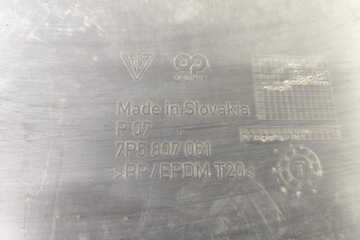 Made in Slovakia
P 07
7P5 807 061
>PP/EPDM T20<